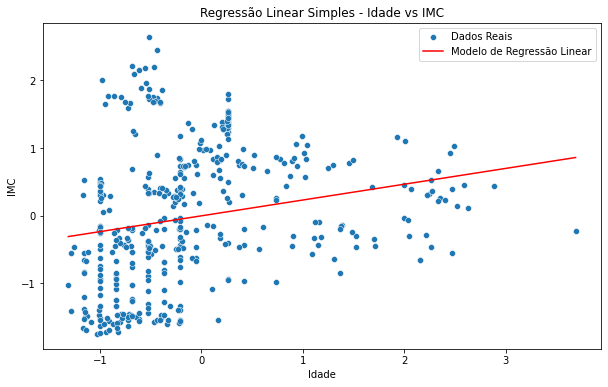 Regressão Linear Simples - Idade vs IMC
Dados Reais
Modelo de Regressão Linear
2
1
0
−1
IMC
−1
0
1
2
3
Idade